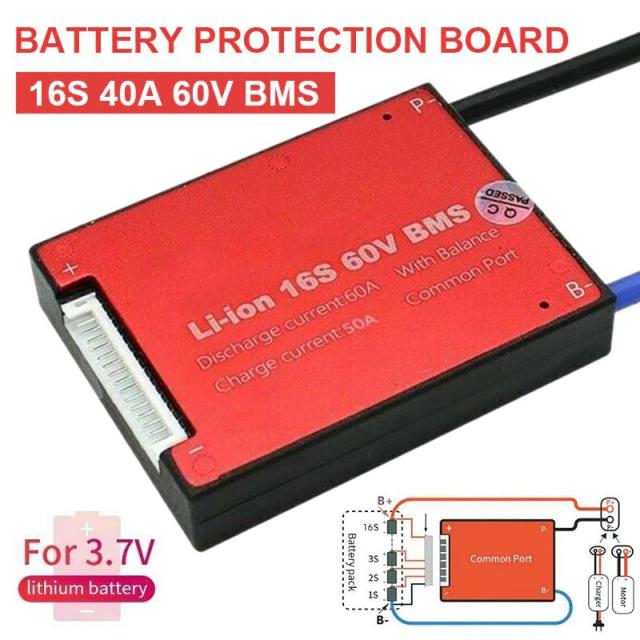 BATTERY PROTECTION BOARD
16S 40A 60V BMS
P-
QC
PASSED
+
Li-ion 16S 60V BMS
Discharge current:60A With Balance
Charge current:50A Common Port
B-
-
For 3.7V
lithium battery
+
-
B+
16S
3S
2S
1S
B-
Battery pack
+
-
Common Port
P-
B-
P+
P-
Charger
Motor